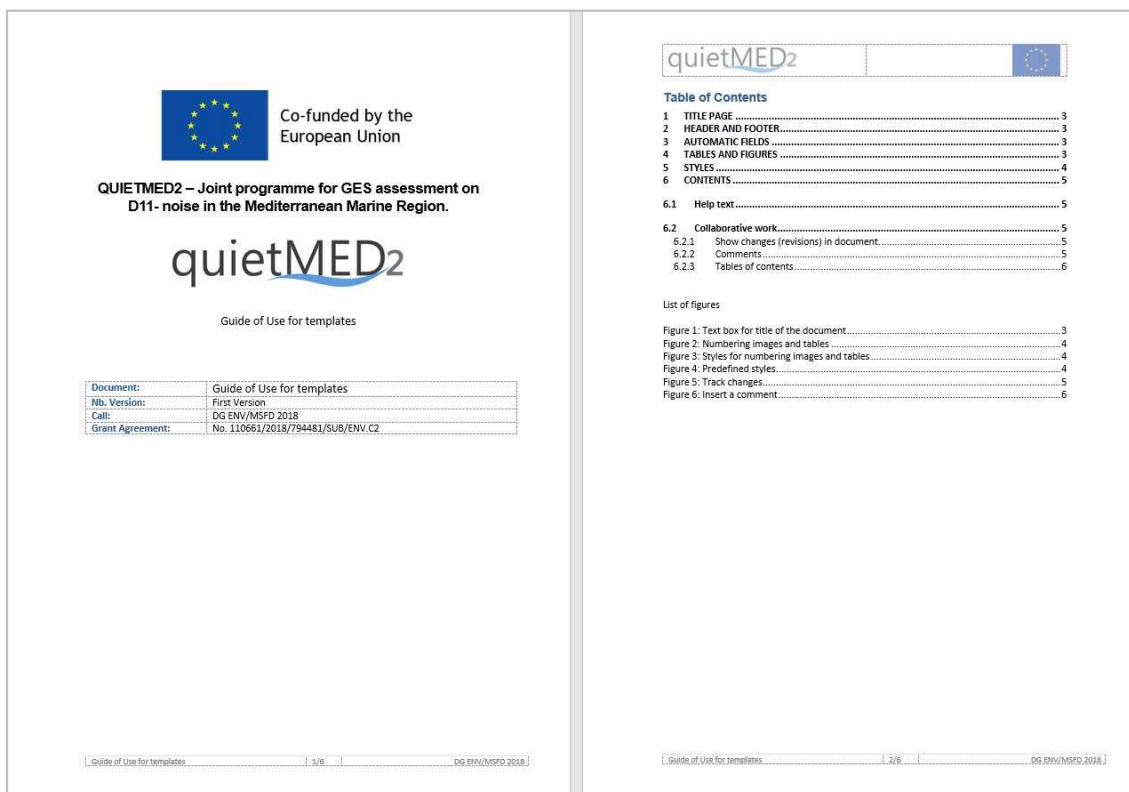 Co-funded by the
European Union
QUIETMED2 – Joint programme for GES assessment on
D11- noise in the Mediterranean Marine Region.
quietMED2
Guide of Use for templates
Document: Guide of Use for templates
Nb. Version: First Version
Call: DG ENV/MSFD 2018
Grant Agreement: No. 110661/2018/794481/SUB/ENV.C2
Guide of Use for templates 1/6 DG ENV/MSFD 2018
quietMED2
Table of Contents
1 TITLE PAGE 3
2 HEADER AND FOOTER 3
3 AUTOMATIC FIELDS 3
4 TABLES AND FIGURES 3
5 STYLES 4
6 CONTENTS 5
6.1 Help text 5
6.2 Collaborative work 5
6.2.1 Show changes (revisions) in document 5
6.2.2 Comments 5
6.2.3 Tables of contents 6
List of figures
Figure 1: Text box for title of the document 3
Figure 2: Numbering images and tables 4
Figure 3: Styles for numbering images and tables 4
Figure 4: Predefined styles 4
Figure 5: Track changes 5
Figure 6: Insert a comment 6
Guide of Use for templates 2/6 DG ENV/MSFD 2018